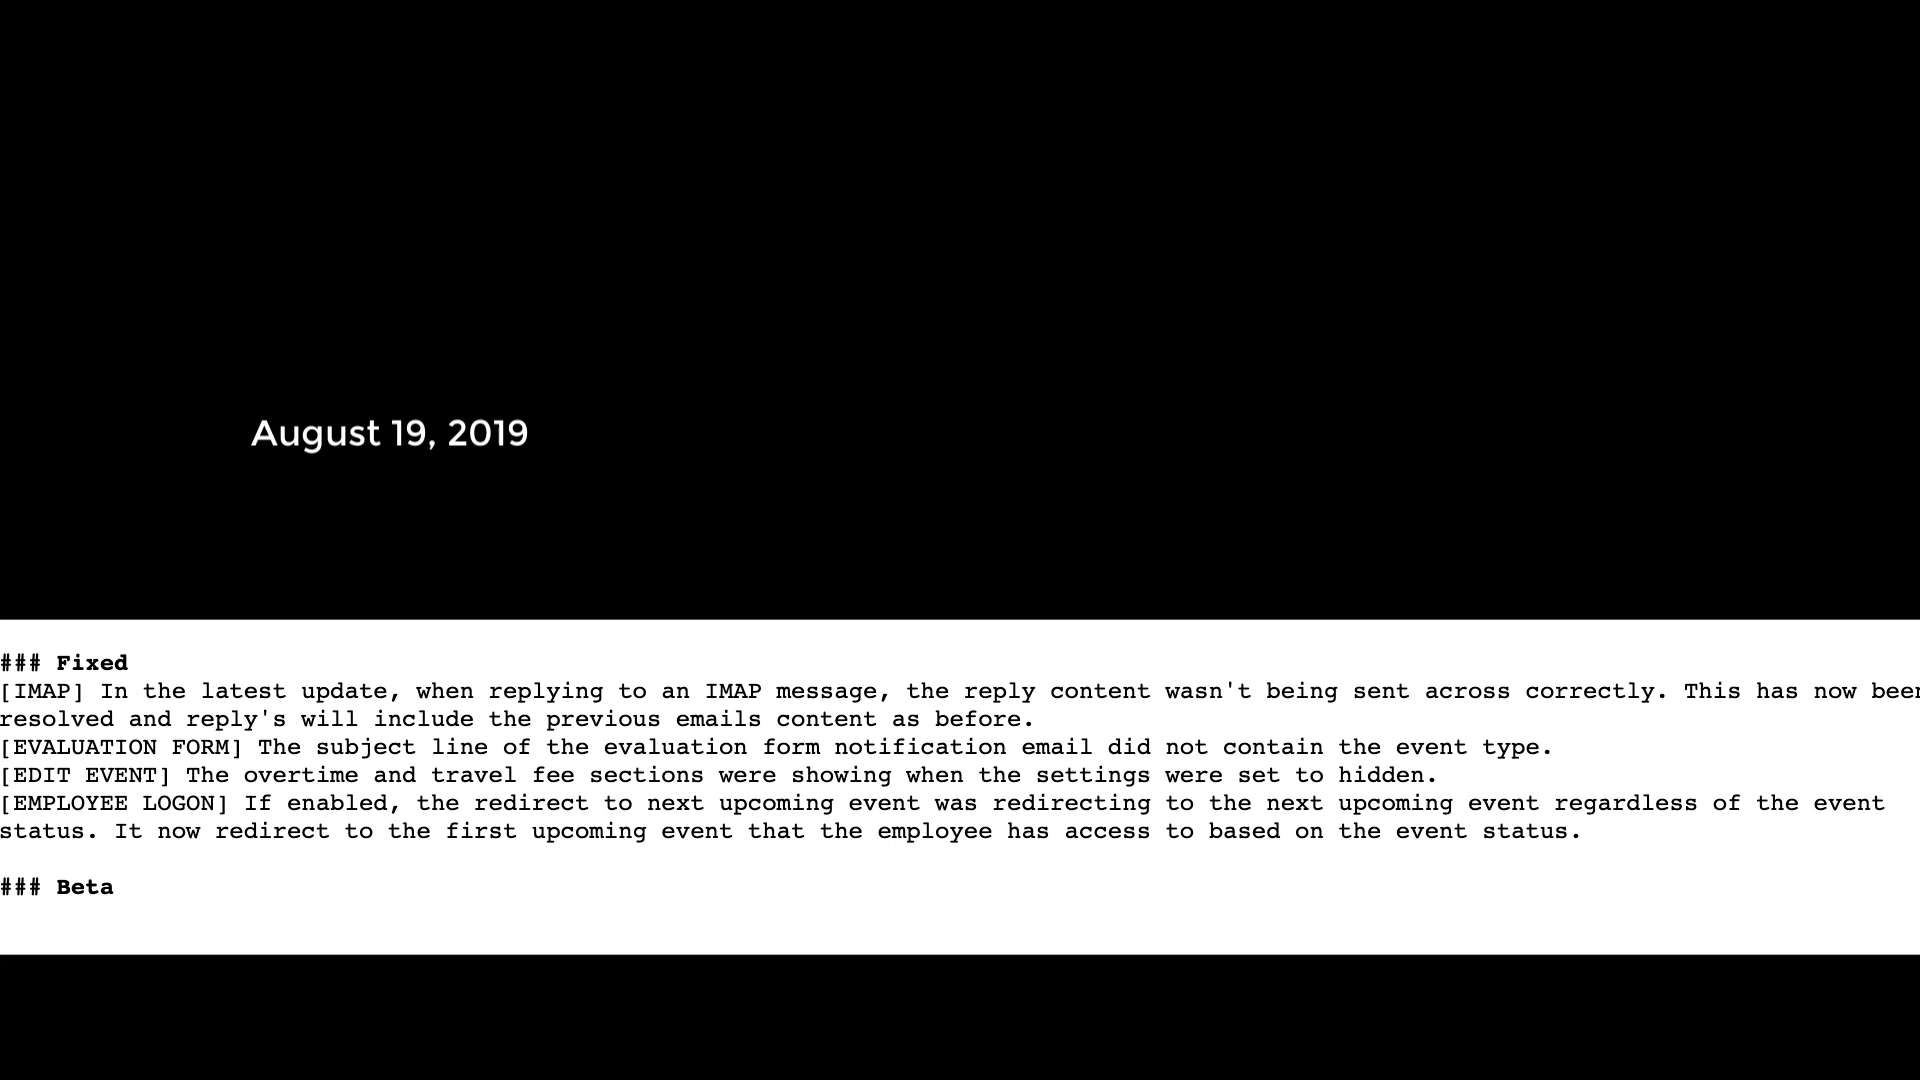 August 19, 2019
### Fixed
[IMAP] In the latest update, when replying to an IMAP message, the reply content wasn't being sent across correctly. This has now been
resolved and reply's will include the previous emails content as before.
[EVALUATION FORM] The subject line of the evaluation form notification email did not contain the event type.
[EDIT EVENT] The overtime and travel fee sections were showing when the settings were set to hidden.
[EMPLOYEE LOGON] If enabled, the redirect to next upcoming event was redirecting to the next upcoming event regardless of the event
status. It now redirect to the first upcoming event that the employee has access to based on the event status.
### Beta